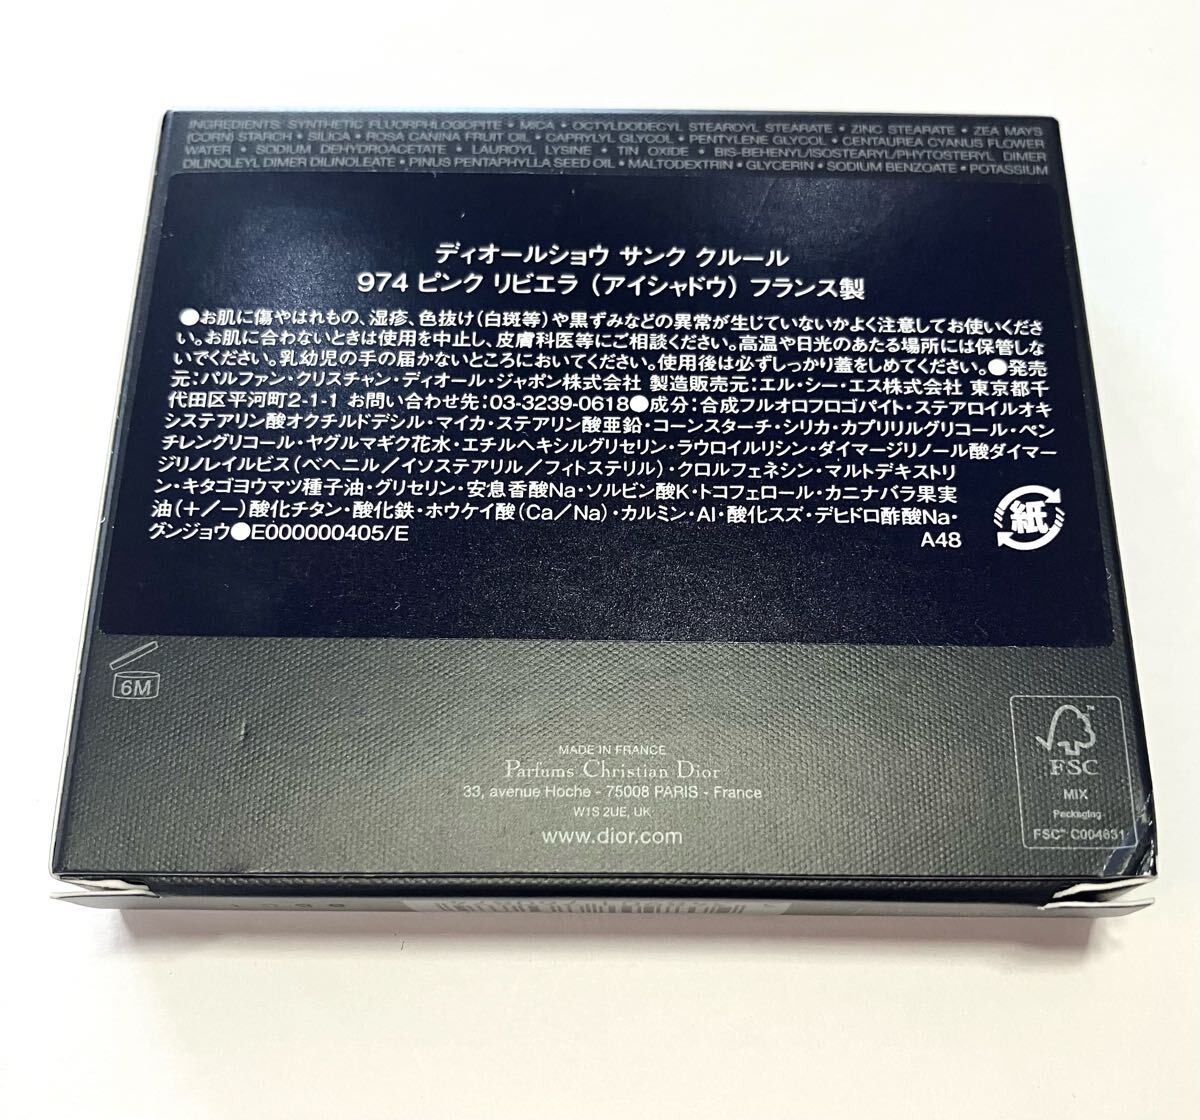 INGREDIENTS: SYNTHETIC FLUORPHLOGOPITE • MICA • OCTYLDODECYL STEAROYL STEARATE • ZINC STEARATE • ZEA MAYS
(CORN) STARCH • SILICA • ROSA CANINA FRUIT OIL • CAPRYLYL GLYCOL • PENTYLENE GLYCOL • CENTAUREA CYANUS FLOWER
WATER • SODIUM DEHYDROACETATE • LAUROYL LYSINE • TIN OXIDE • BIS-BEHENYL/ISOSTEARYL/PHYTOSTERYL DIMER
DILINOLEYL DIMER DILINOLEATE • PINUS PENTAPHYLLA SEED OIL • MALTODEXTRIN • GLYCERIN • SODIUM BENZOATE • POTASSIUM
ディオールショウ サンク クルール
974 ピンク リビエラ (アイシャドウ) フランス製
●お肌に傷やはれもの、湿疹、色抜け(白斑等)や黒ずみなどの異常が生じていないかよく注意してお使いくださ
い。お肌に合わないときは使用を中止し、皮膚科医等にご相談ください。高温や日光のあたる場所には保管しな
いでください。乳幼児の手の届かないところにおいてください。使用後は必ずしっかり蓋をしめてください。●発売
元:パルファン・クリスチャン・ディオール・ジャポン株式会社 製造販売元:エル・シー・エス株式会社 東京都千
代田区平河町2-1-1 お問い合わせ先:03-3239-0618●成分:合成フルオロフロゴパイト・ステアロイルオキ
システアリン酸オクチルドデシル・マイカ・ステアリン酸亜鉛・コーンスターチ・シリカ・カプリリルグリコール・ペン
チレングリコール・ヤグルマギク花水・エチルヘキシルグリセリン・ラウロイルリシン・ダイマージリノール酸ダイマー
ジリノレイルビス(ベヘニル/イソステアリル/フィトステリル)・クロルフェネシン・マルトデキストリ
ン・キタゴヨウマツ種子油・グリセリン・安息香酸Na・ソルビン酸K・トコフェロール・カニナバラ果実
油(+/-)酸化チタン・酸化鉄・ホウケイ酸(Ca/Na)・カルミン・Al・酸化スズ・デヒドロ酢酸Na・
グンジョウ●E000000405/E A48
紙
6M
MADE IN FRANCE
Parfums Christian Dior
33, avenue Hoche - 75008 PARIS - France
W1S 2UE, UK
www.dior.com
FSC™
MIX
Packaging
FSC™ C004631